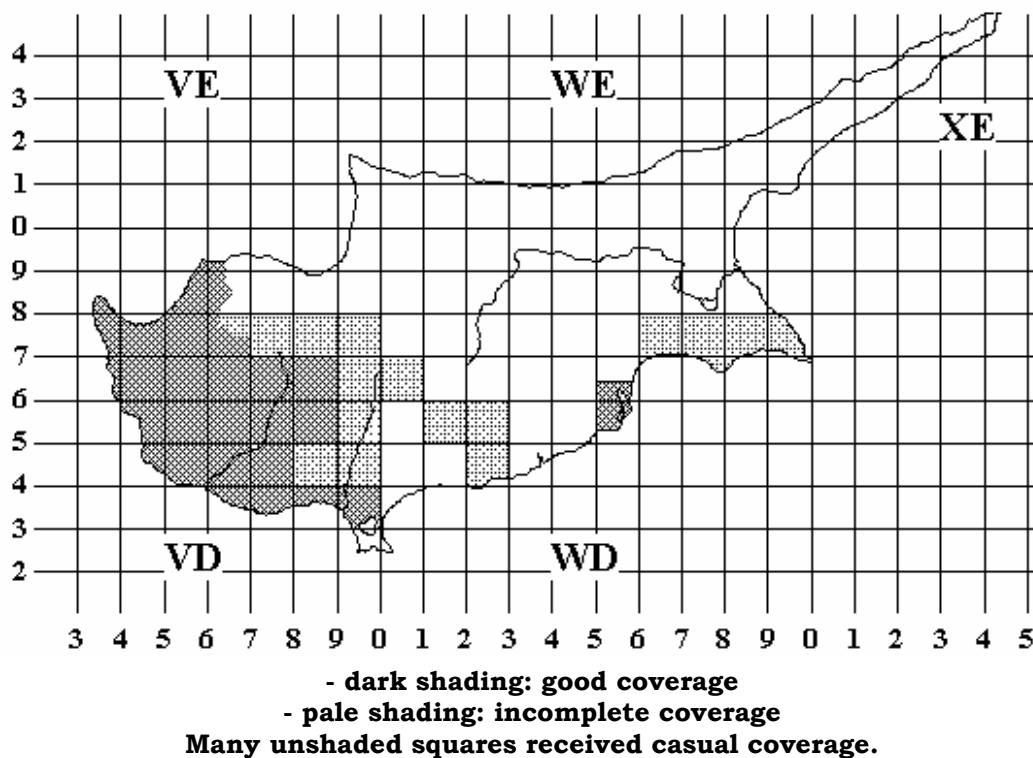 4
VE WE
3
XE
2
1
0
9
8
7
6
5
4
3
VD WD
2
3 4 5 6 7 8 9 0 1 2 3 4 5 6 7 8 9 0 1 2 3 4 5
- dark shading: good coverage
- pale shading: incomplete coverage
Many unshaded squares received casual coverage.